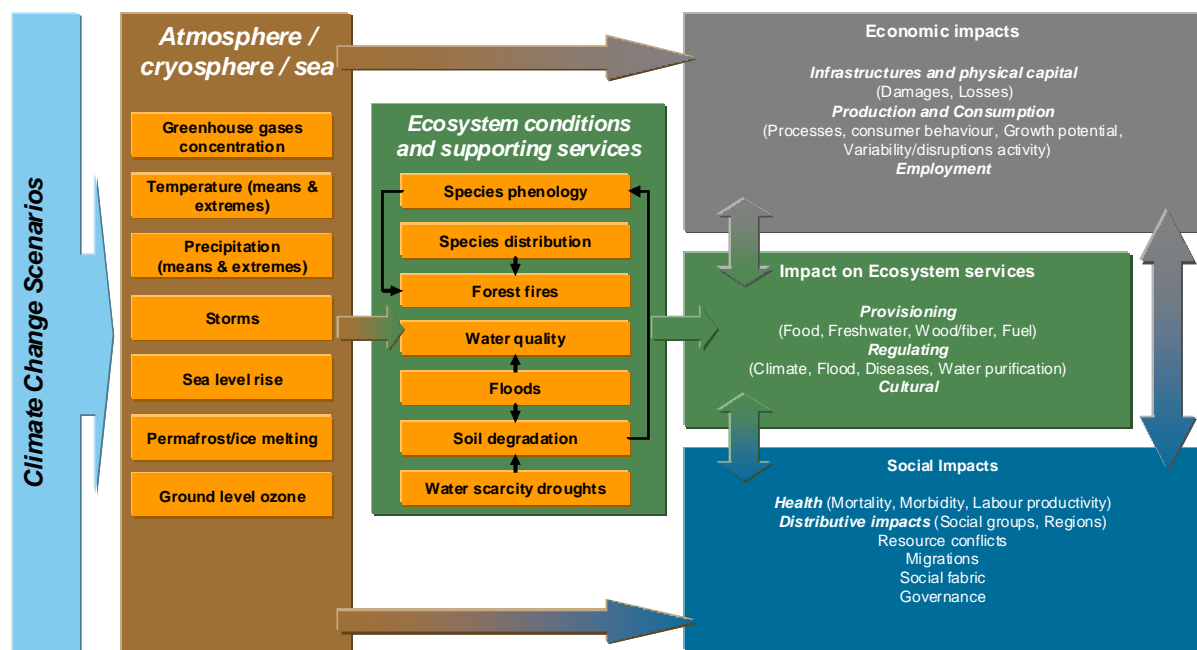 Climate Change Scenarios
Atmosphere /
cryosphere / sea
Greenhouse gases
concentration
Temperature (means &
extremes)
Precipitation
(means & extremes)
Storms
Sea level rise
Permafrost/ice melting
Ground level ozone
Ecosystem conditions
and supporting services
Species phenology
Species distribution
Forest fires
Water quality
Floods
Soil degradation
Water scarcity droughts
Economic impacts
Infrastructures and physical capital
(Damages, Losses)
Production and Consumption
(Processes, consumer behaviour, Growth potential,
Variability/disruptions activity)
Employment
Impact on Ecosystem services
Provisioning
(Food, Freshwater, Wood/fiber, Fuel)
Regulating
(Climate, Flood, Diseases, Water purification)
Cultural
Social Impacts
Health (Mortality, Morbidity, Labour productivity)
Distributive impacts (Social groups, Regions)
Resource conflicts
Migrations
Social fabric
Governance